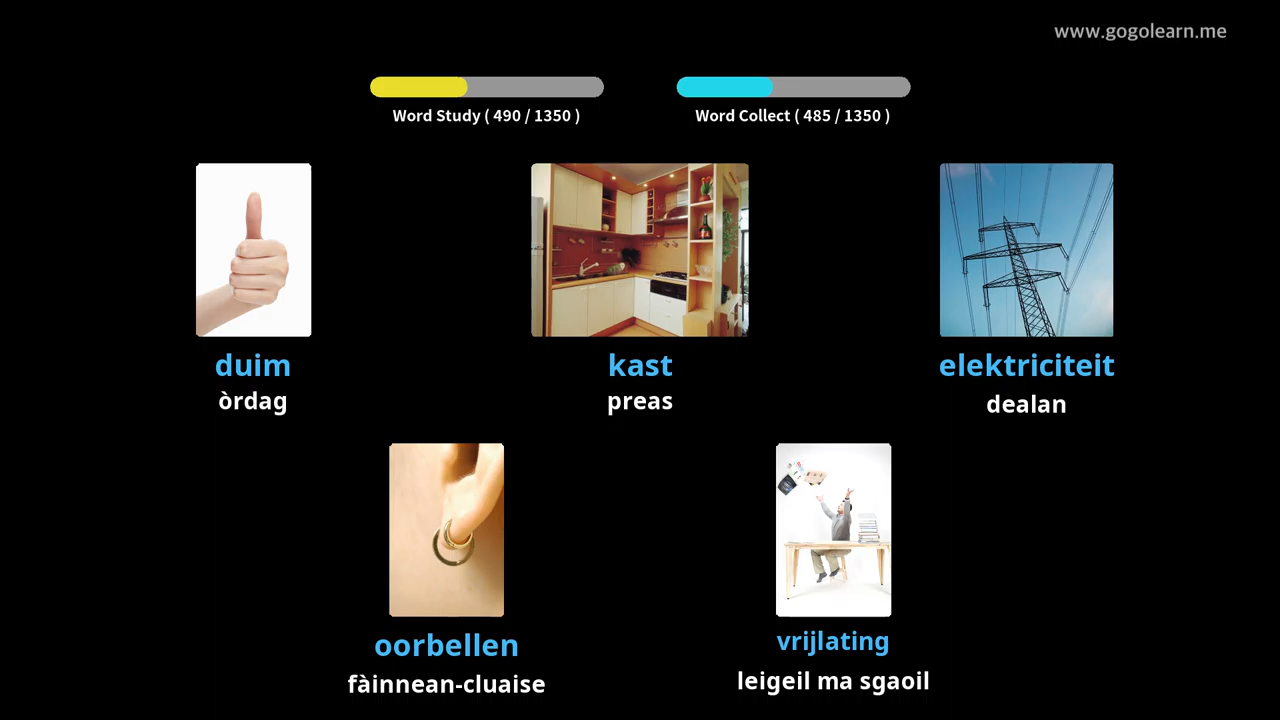 www.gogolearn.me
Word Study ( 490 / 1350 )
Word Collect ( 485 / 1350 )
duim
òrdag
kast
preas
elektriciteit
dealan
oorbellen
fàinnean-cluaise
vrijlating
leigeil ma sgaoil